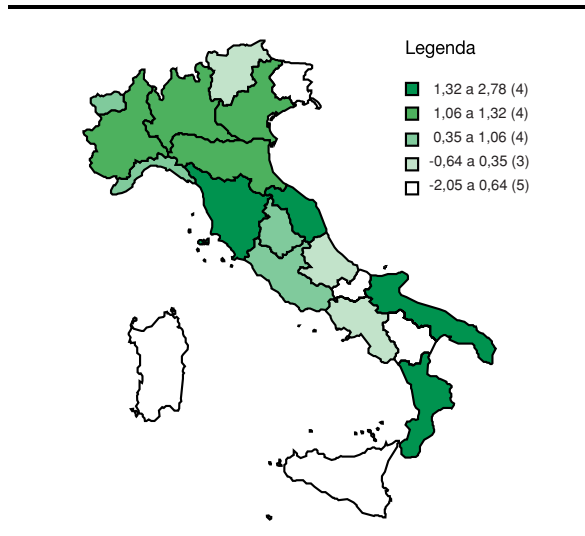 Legenda
1,32 a 2,78 (4)
1,06 a 1,32 (4)
0,35 a 1,06 (4)
-0,64 a 0,35 (3)
-2,05 a 0,64 (5)